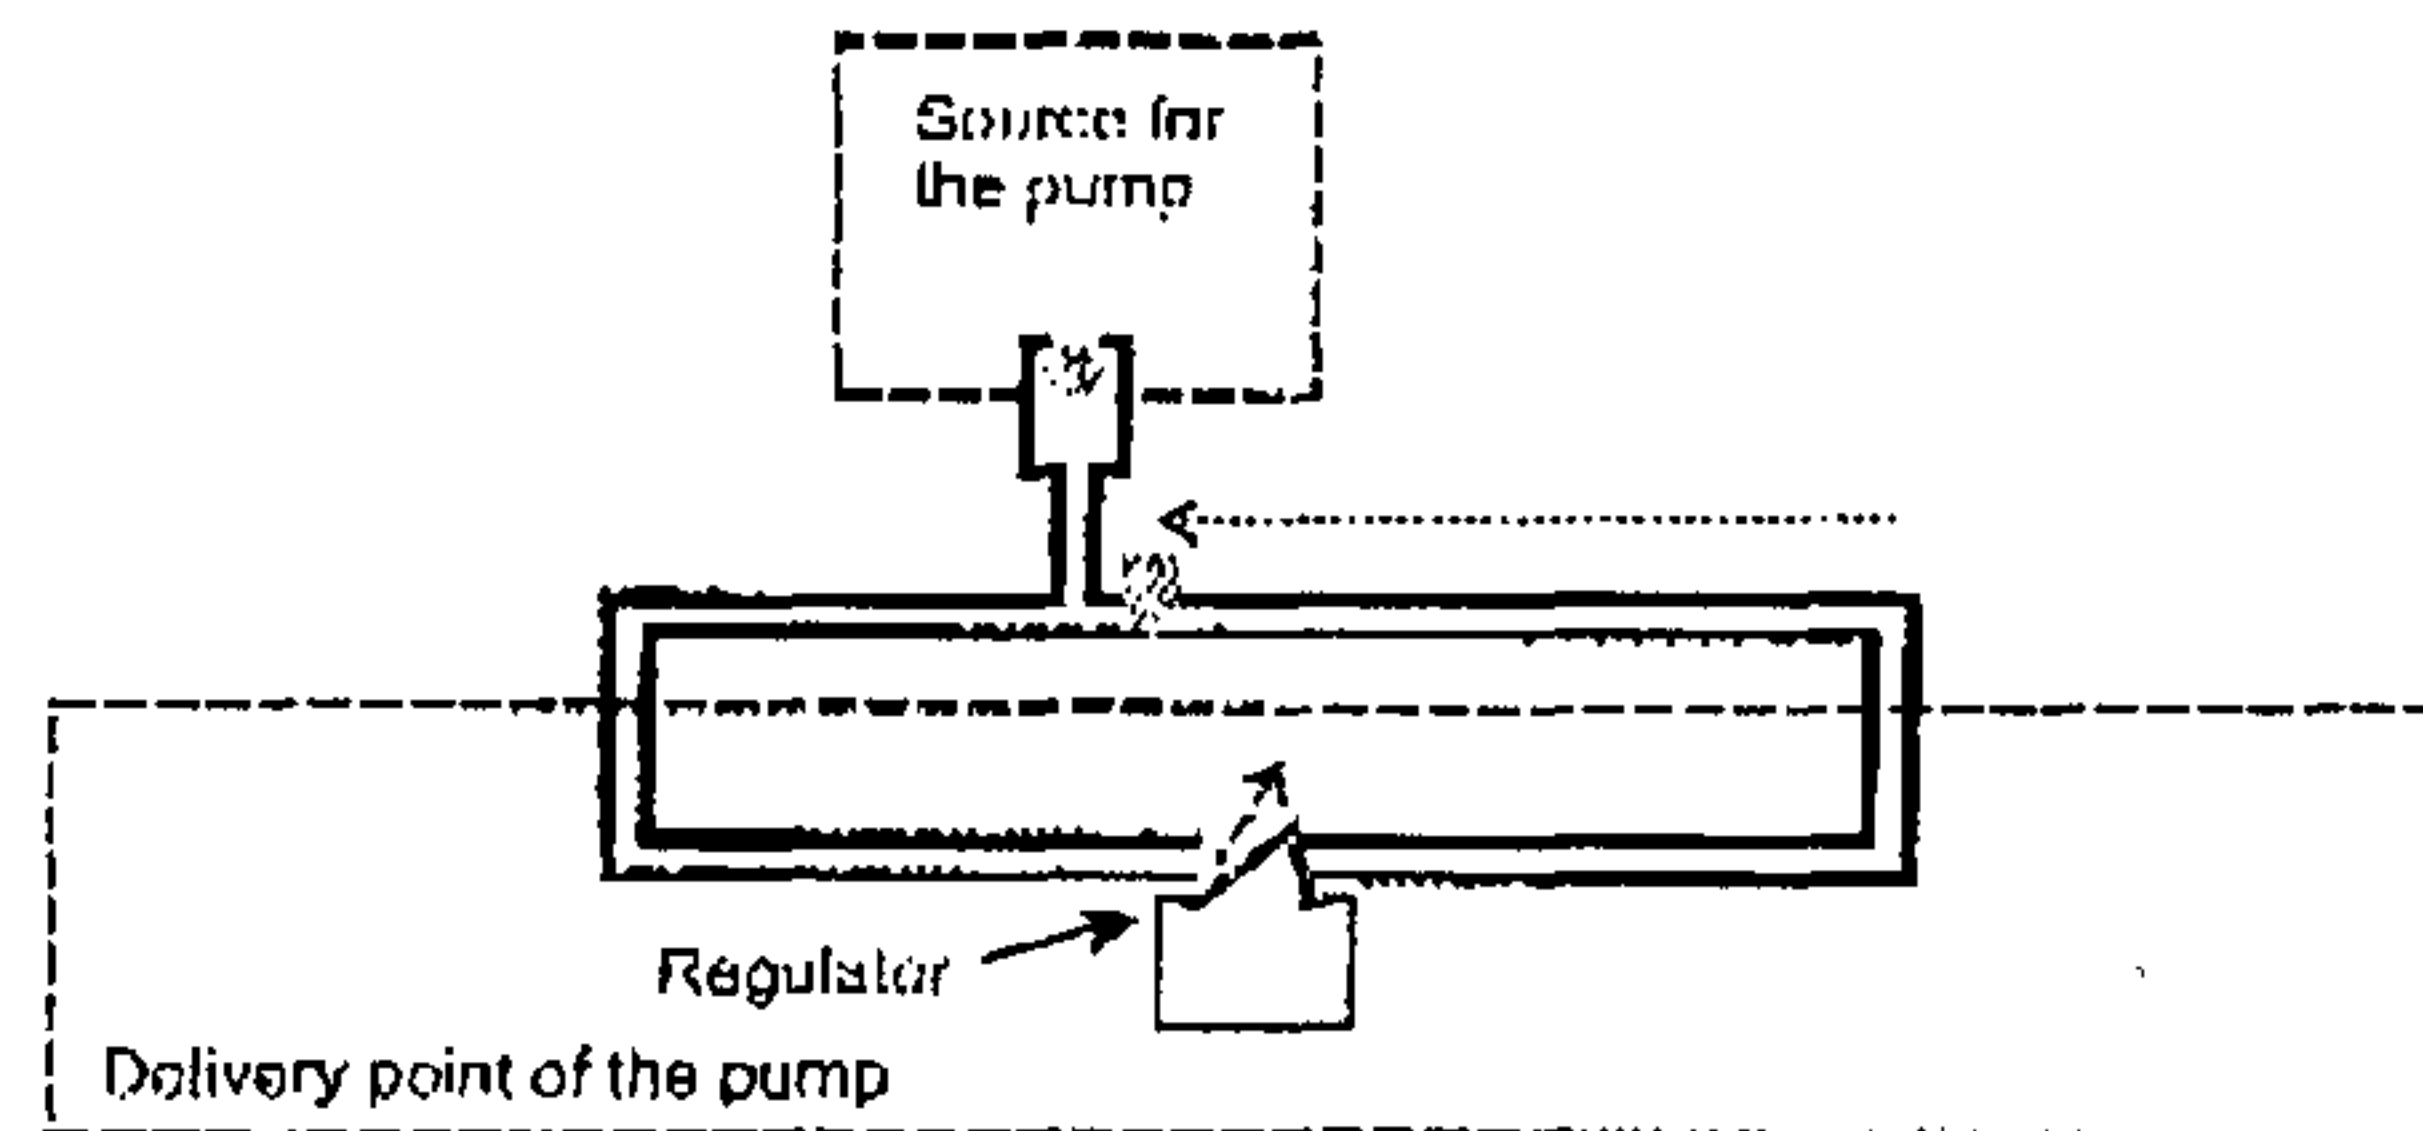 Source for
the pump
Regulator
Delivery point of the pump